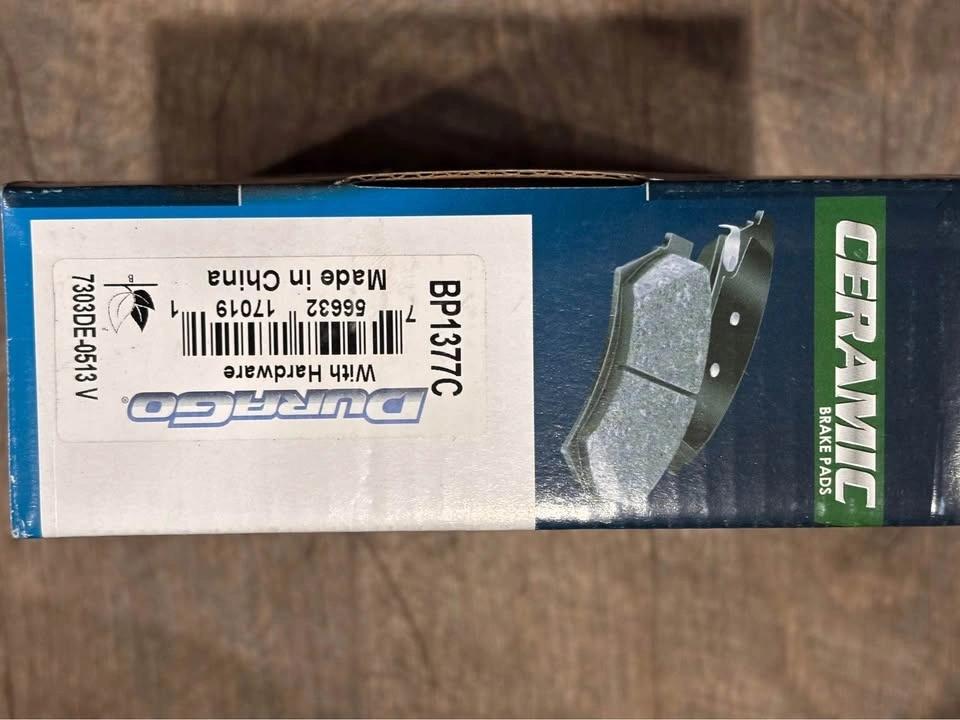 BP1377C
DURAGO®
With Hardware
7 56632 17019 1
Made in China
B
7303DE-0513 V
CERAMIC
BRAKE PADS